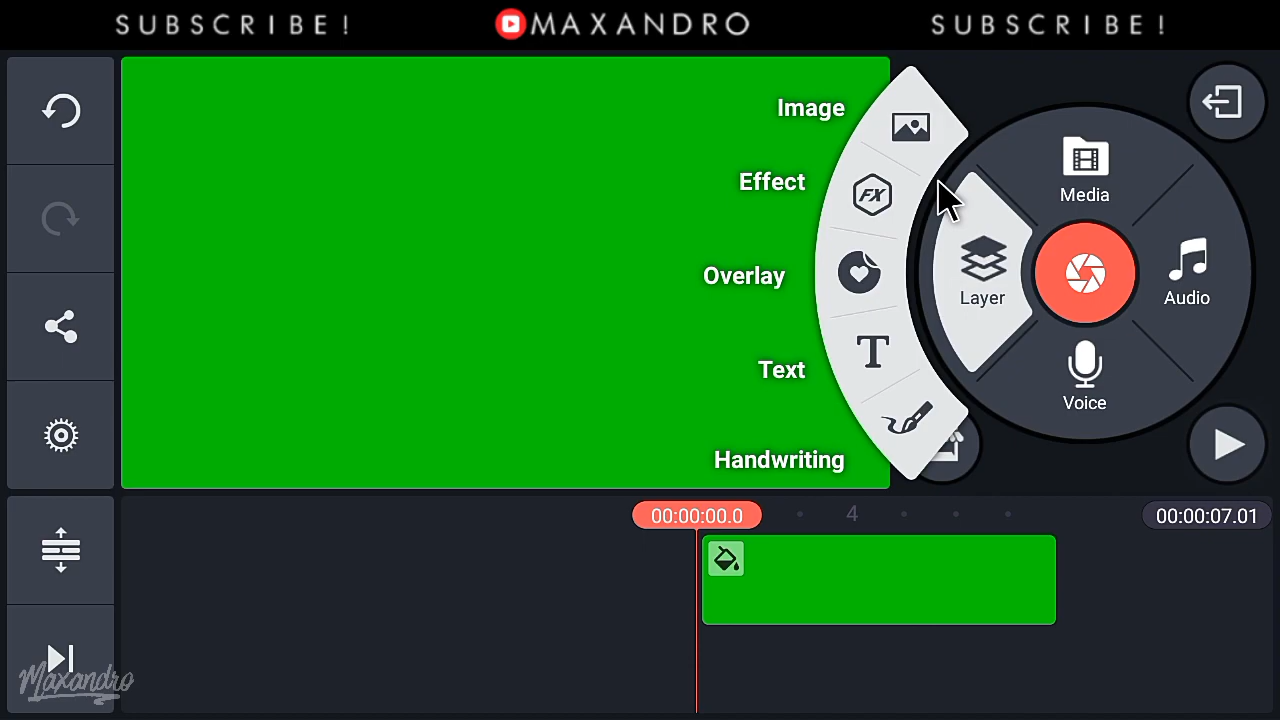 SUBSCRIBE! MAXANDRO SUBSCRIBE!
Image
Effect
Overlay
Text
Handwriting
FX
T
Media
Layer
Audio
Voice
00:00:00.0 4 00:00:07.01
Maxandro